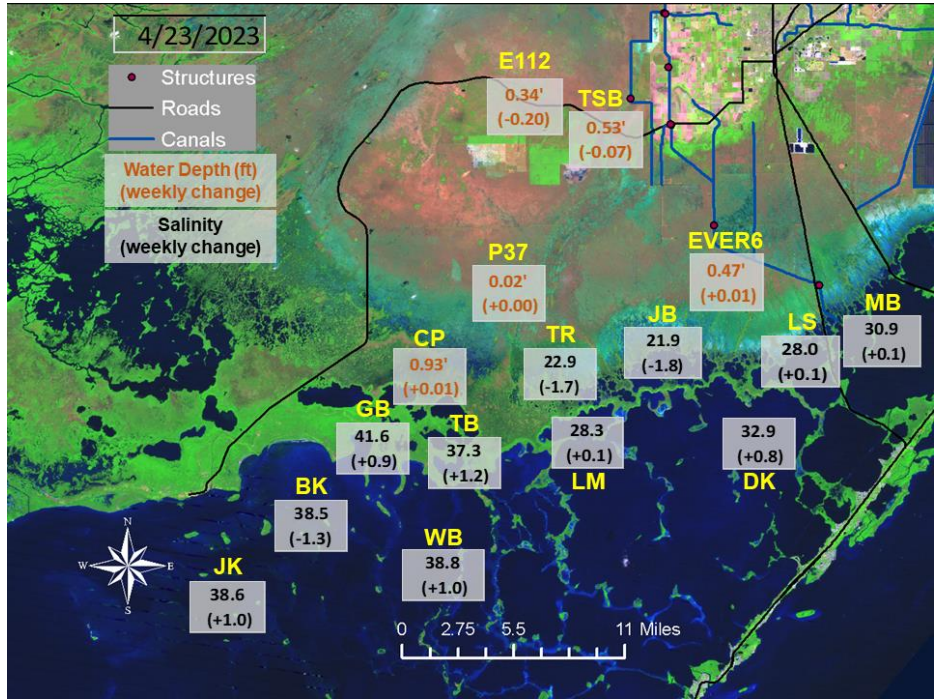 4/23/2023
Structures
Roads
Canals
Water Depth (ft)
(weekly change)
Salinity
(weekly change)
E112
0.34'
(-0.20)
TSB
0.53'
(-0.07)
P37
0.02'
(+0.00)
EVER6
0.47'
(+0.01)
CP
0.93'
(+0.01)
TR
22.9
(-1.7)
JB
21.9
(-1.8)
LS
28.0
(+0.1)
MB
30.9
(+0.1)
GB
41.6
(+0.9)
TB
37.3
(+1.2)
28.3
(+0.1)
LM
32.9
(+0.8)
DK
BK
38.5
(-1.3)
WB
38.8
(+1.0)
JK
38.6
(+1.0)
N
W E
S
0 2.75 5.5 11 Miles